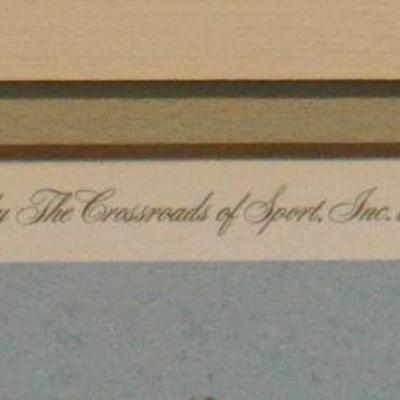 y The Crossroads of Sport, Inc.